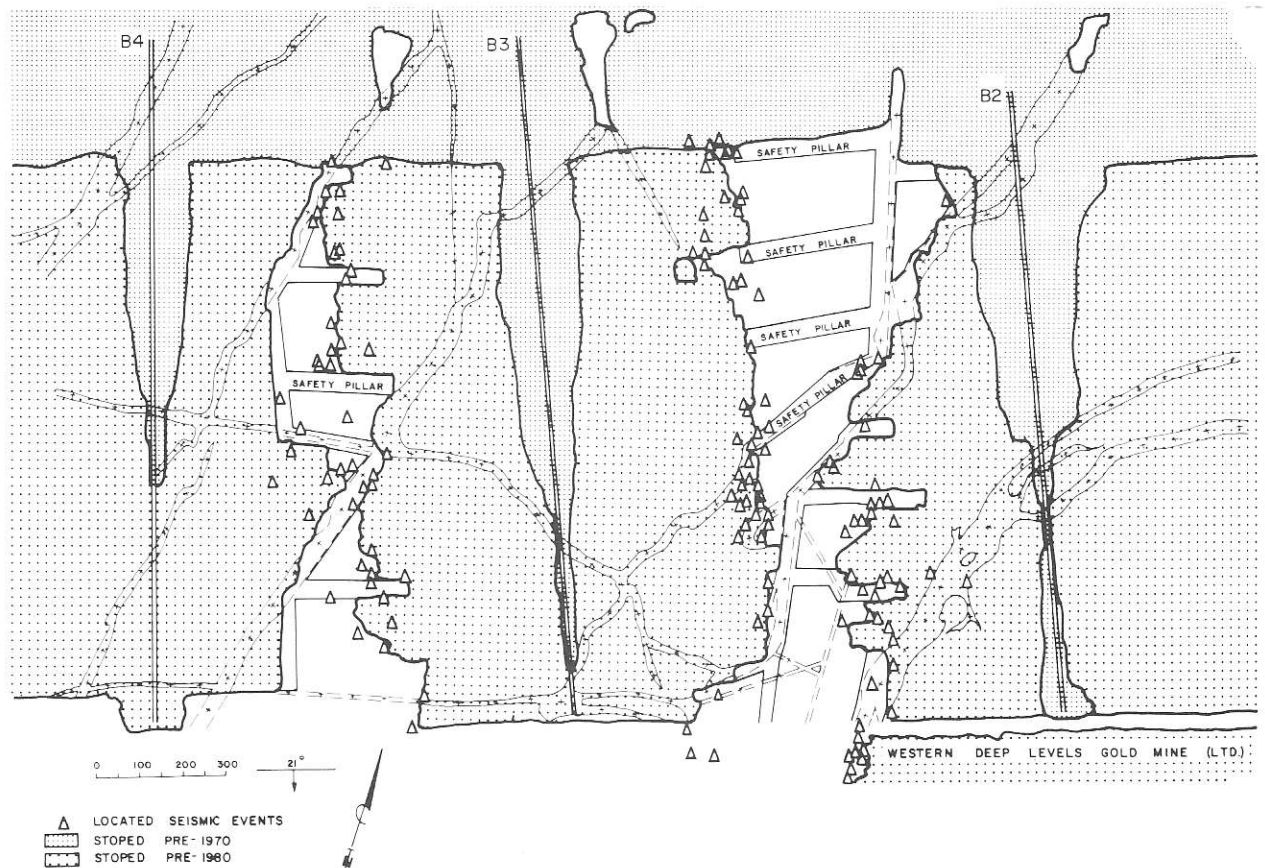 B4
B3
B2
SAFETY PILLAR
SAFETY PILLAR
SAFETY PILLAR
SAFETY PILLAR
SAFETY PILLAR
WESTERN DEEP LEVELS GOLD MINE (LTD.)
0 100 200 300
21°
N
LOCATED SEISMIC EVENTS
STOPED PRE-1970
STOPED PRE-1980